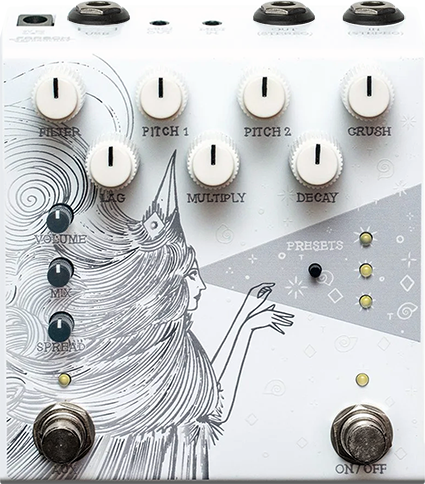 FILTER PITCH 1 PITCH 2 CRUSH
LAG MULTIPLY DECAY
VOLUME
PRESETS
MIX
SPREAD
ON/OFF